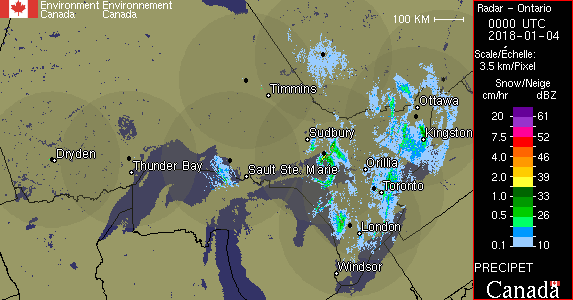 Environment Environnement
Canada Canada
100 KM
Timmins
Ottawa
Sudbury
Kingston
Dryden
Thunder Bay
Sault Ste. Marie
Orillia
Toronto
London
Windsor
Radar - Ontario
0000 UTC
2018-01-04
Scale/Échelle:
3.5 km/Pixel
Snow/Neige
cm/hr dBZ
20 61
7.5 52
4.0 46
2.0 39
1.0 33
0.5 26
0.1 10
PRECIPET
Canada